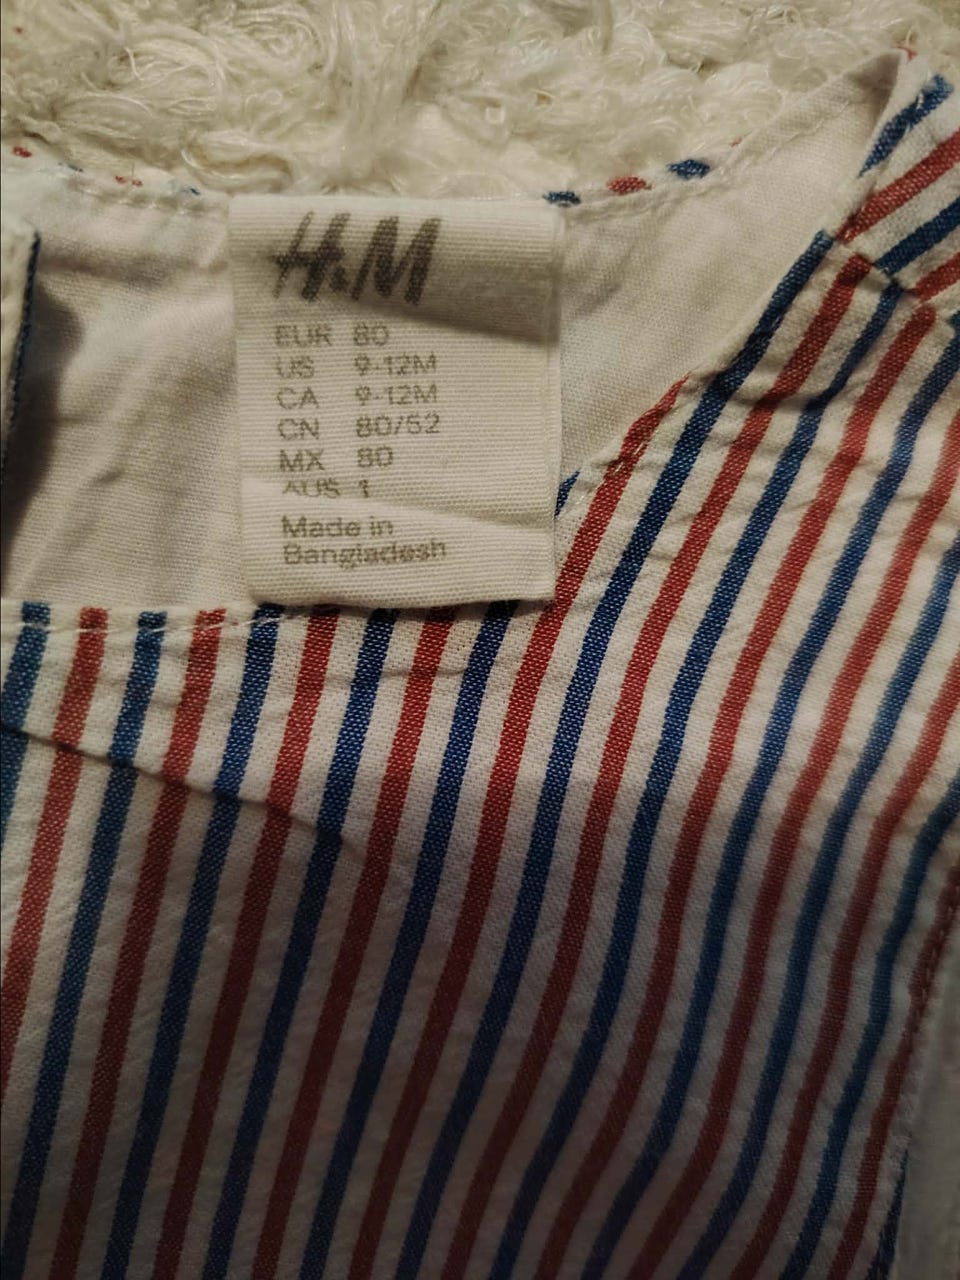 H&M
EUR 80
US 9-12M
CA 9-12M
CN 80/52
MX 80
AUS 1
Made in
Bangladesh